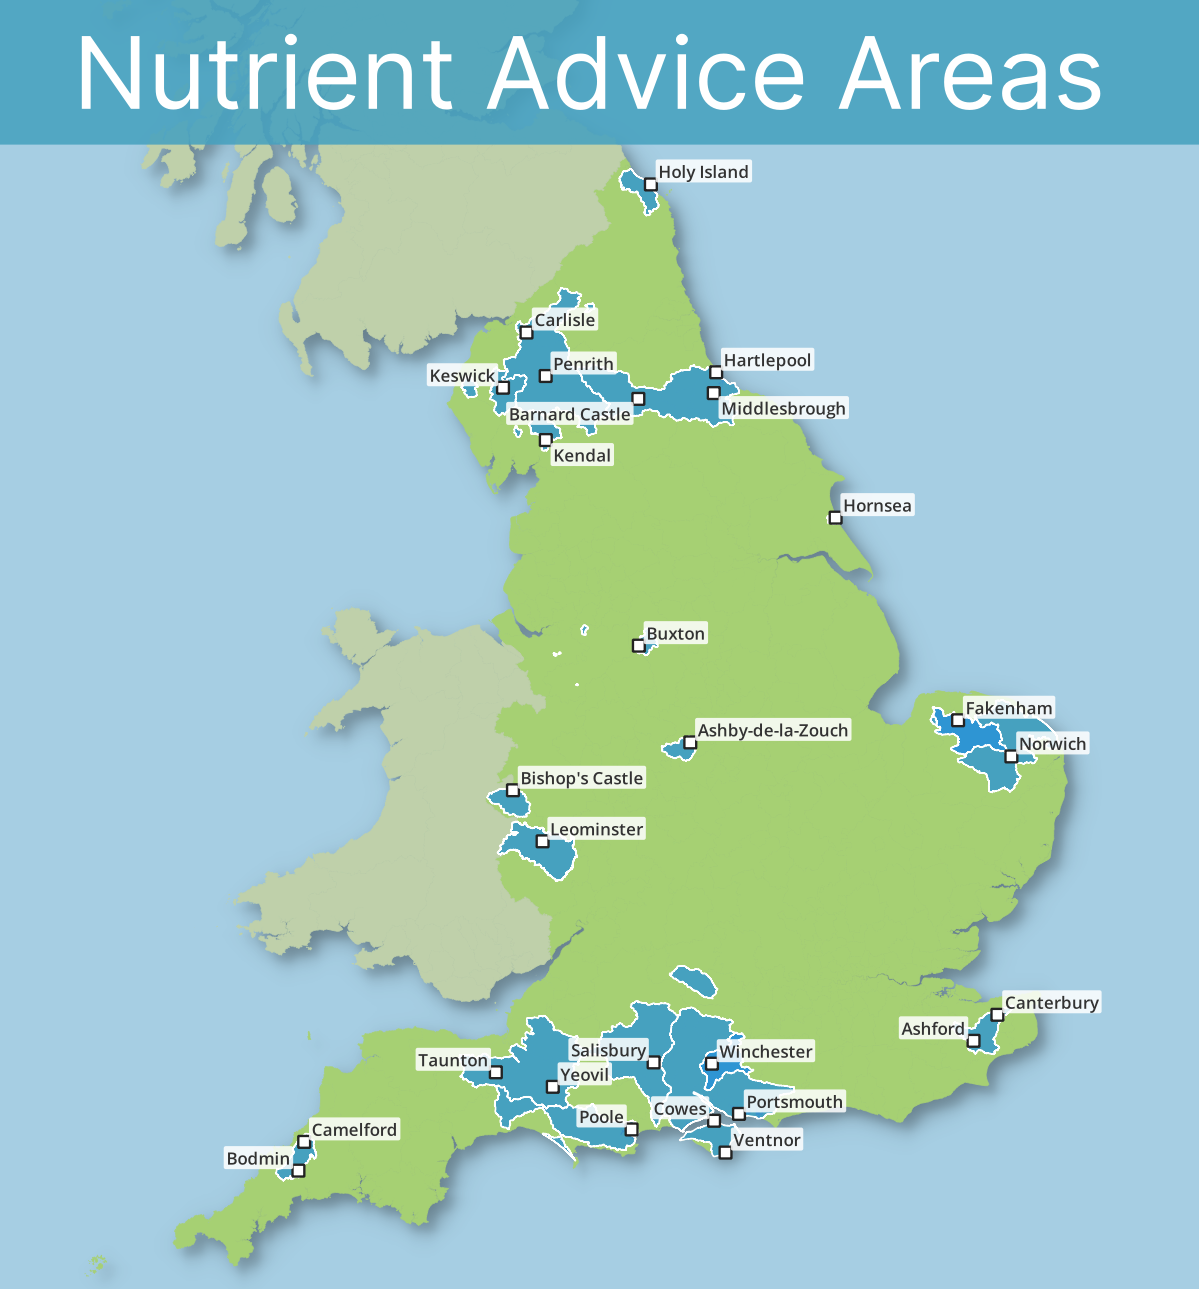 Nutrient Advice Areas
Holy Island
Carlisle
Hartlepool
Penrith
Keswick
Middlesbrough
Barnard Castle
Kendal
Hornsea
Buxton
Fakenham
Ashby-de-la-Zouch
Norwich
Bishop's Castle
Leominster
Canterbury
Ashford
Salisbury
Winchester
Taunton
Yeovil
Portsmouth
Cowes
Poole
Camelford
Ventnor
Bodmin